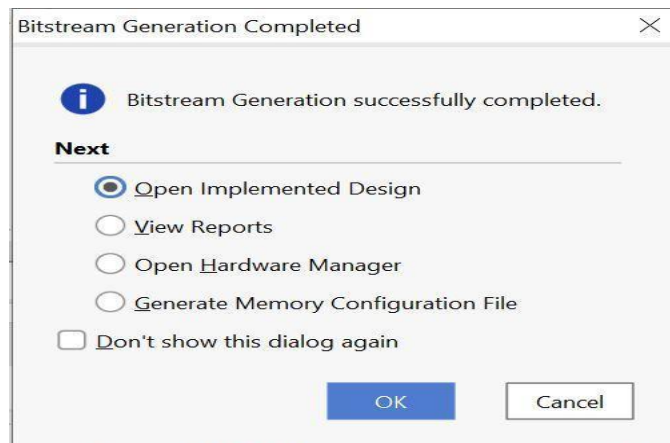 Bitstream Generation Completed
Bitstream Generation successfully completed.
Next
Open Implemented Design
View Reports
Open Hardware Manager
Generate Memory Configuration File
Don't show this dialog again
OK
Cancel